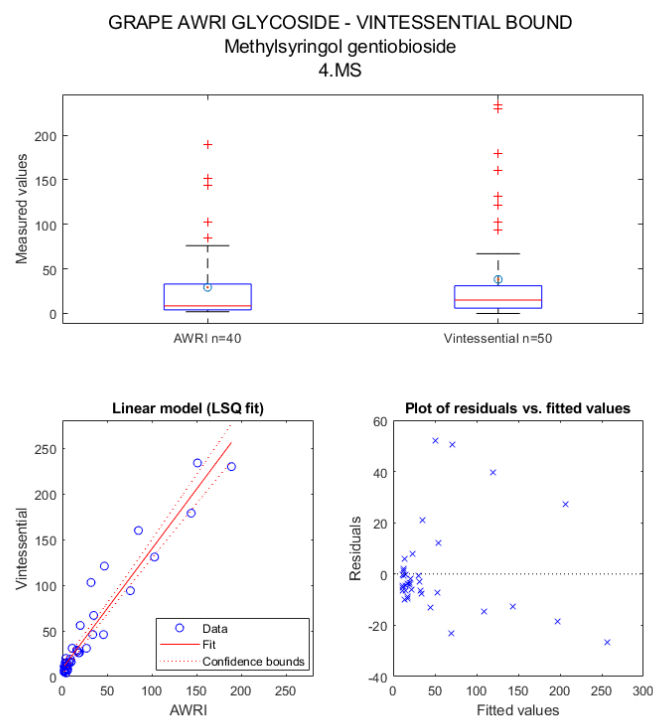 GRAPE AWRI GLYCOSIDE - VINTESSENTIAL BOUND
Methylsyringol gentiobioside
4.MS
Measured values
200
150
100
50
0
AWRI n=40 Vintessential n=50
Linear model (LSQ fit)
Vintessential
250
200
150
100
50
0
0 50 100 150 200 250
AWRI
Data
Fit
Confidence bounds
Plot of residuals vs. fitted values
Residuals
60
40
20
0
-20
-40
0 50 100 150 200 250 300
Fitted values